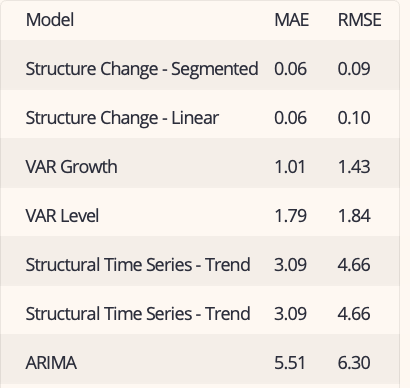 Model MAE RMSE
Structure Change - Segmented 0.06 0.09
Structure Change - Linear 0.06 0.10
VAR Growth 1.01 1.43
VAR Level 1.79 1.84
Structural Time Series - Trend 3.09 4.66
Structural Time Series - Trend 3.09 4.66
ARIMA 5.51 6.30